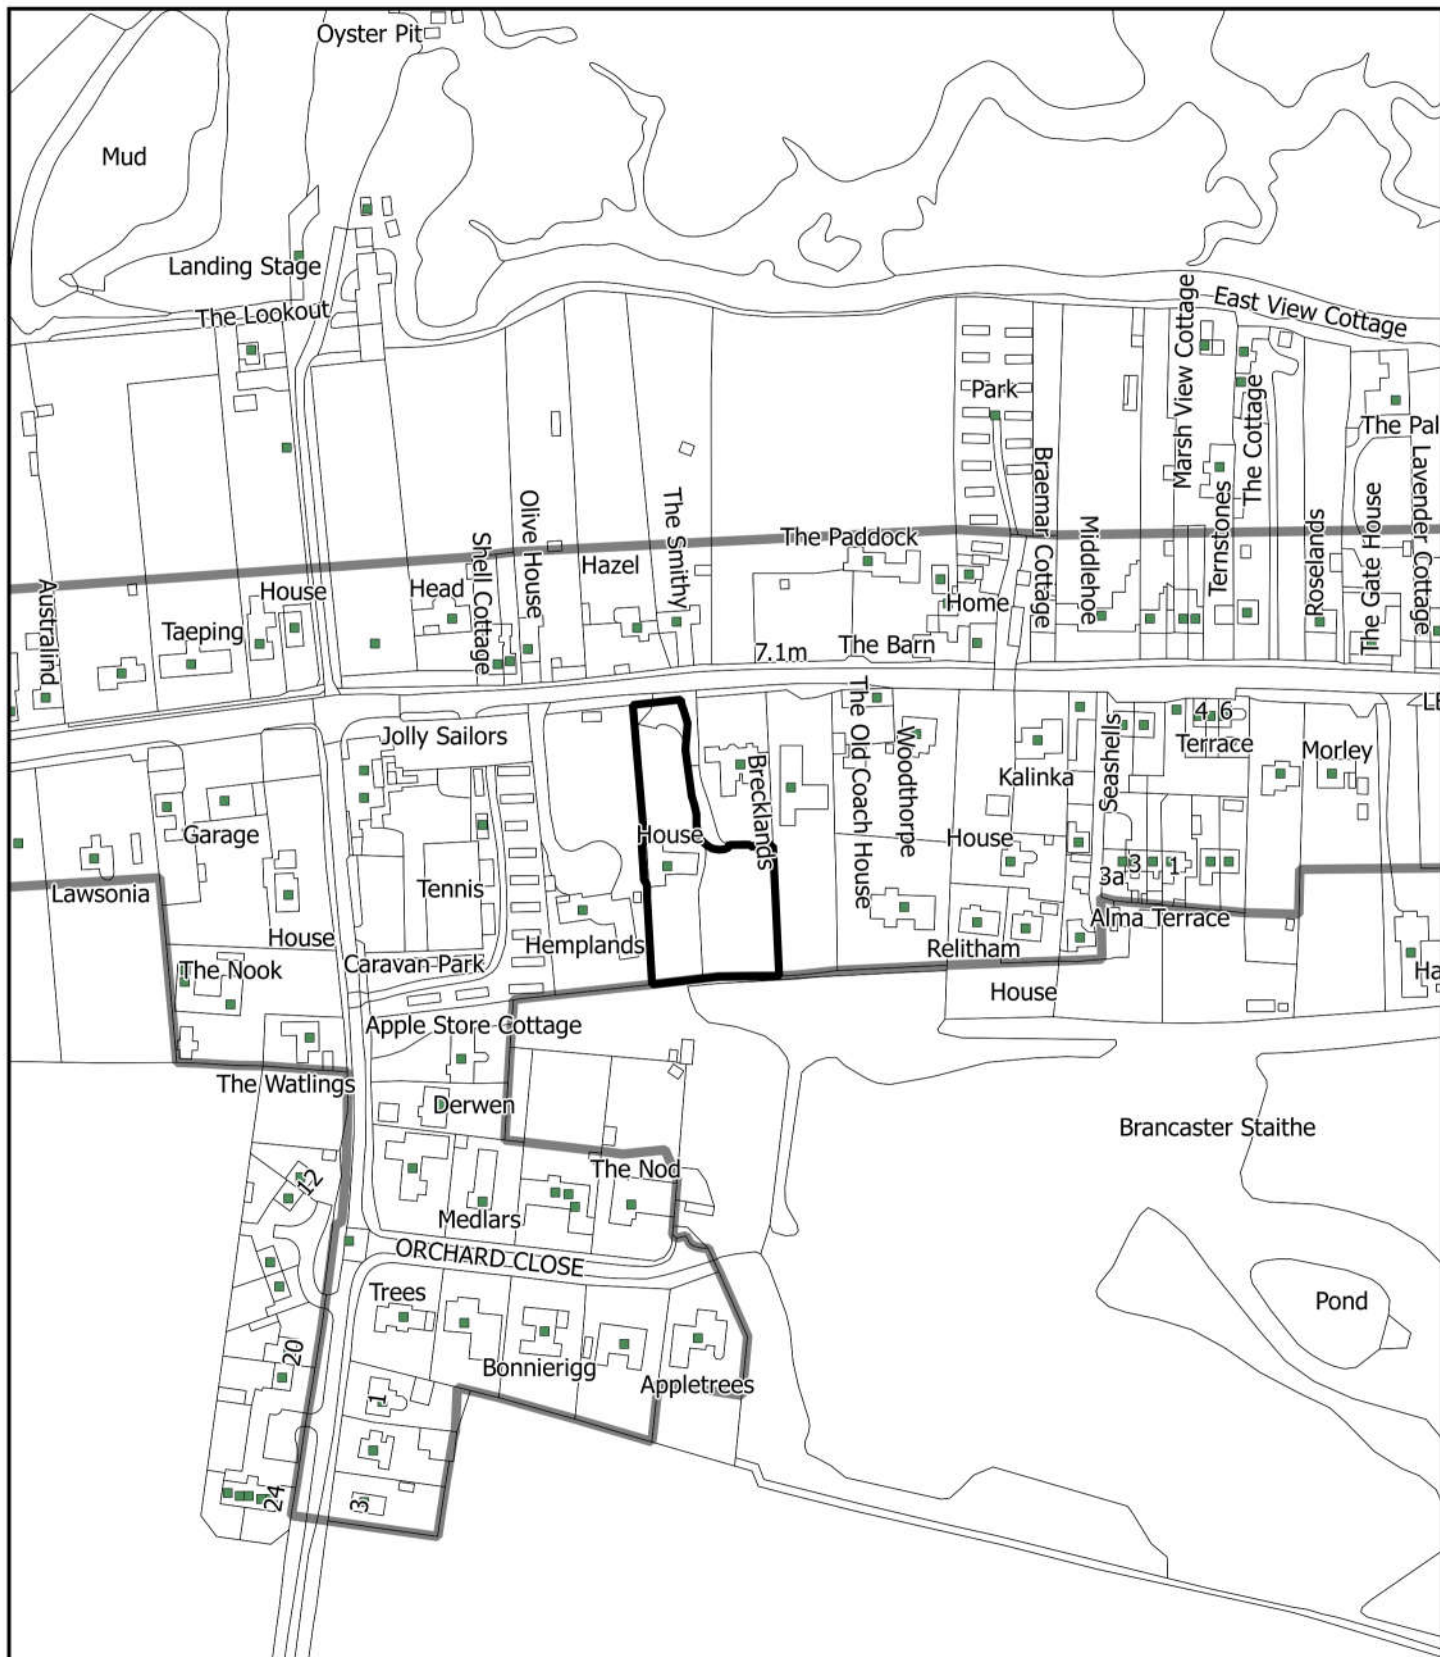 Oyster Pit
Mud
Landing Stage
The Lookout
East View Cottage
Marsh View Cottage
Park
The Cottage
The Pal
Braemar Cottage
Lavender Cottage
Olive House
The Smithy
Ternstones
The Gate House
Roselands
The Paddock
Shell Cottage
Hazel
Middlehoe
Australind
House
Head
Home
Taeping
The Barn
7.1m
Jolly Sailors
The Old Coach House
Woodthorpe
Seashells
4
6
Terrace
Morley
LE
Brecklands
Kalinka
Garage
House
House
3a
3
1
Lawsonia
Tennis
Alma Terrace
House
Hemplands
Relitham
The Nook
Caravan Park
Ha
House
Apple Store Cottage
The Watlings
Derwen
Brancaster Staithe
The Nod
12
Medlars
ORCHARD CLOSE
Trees
Pond
20
Bonnierigg
Appletrees
1
24
3